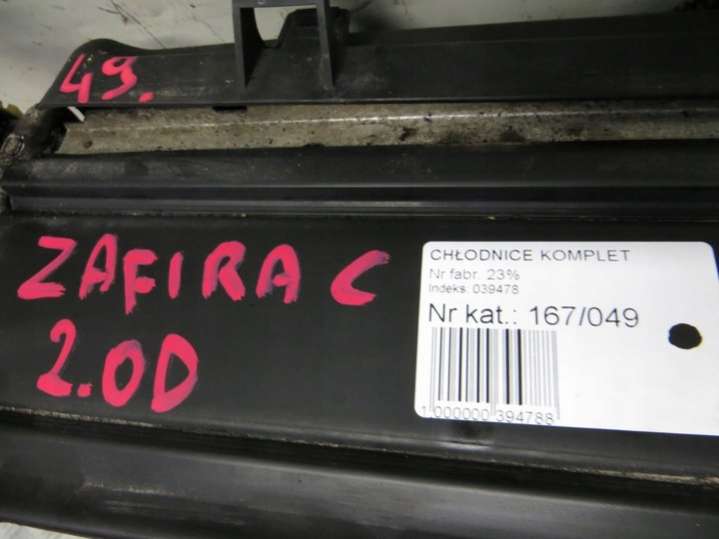 49.
ZAFIRA C
2.0D
CHŁODNICE KOMPLET
Nr fabr. 23%
Indeks: 039478
Nr kat.: 167/049
1 000000 394788